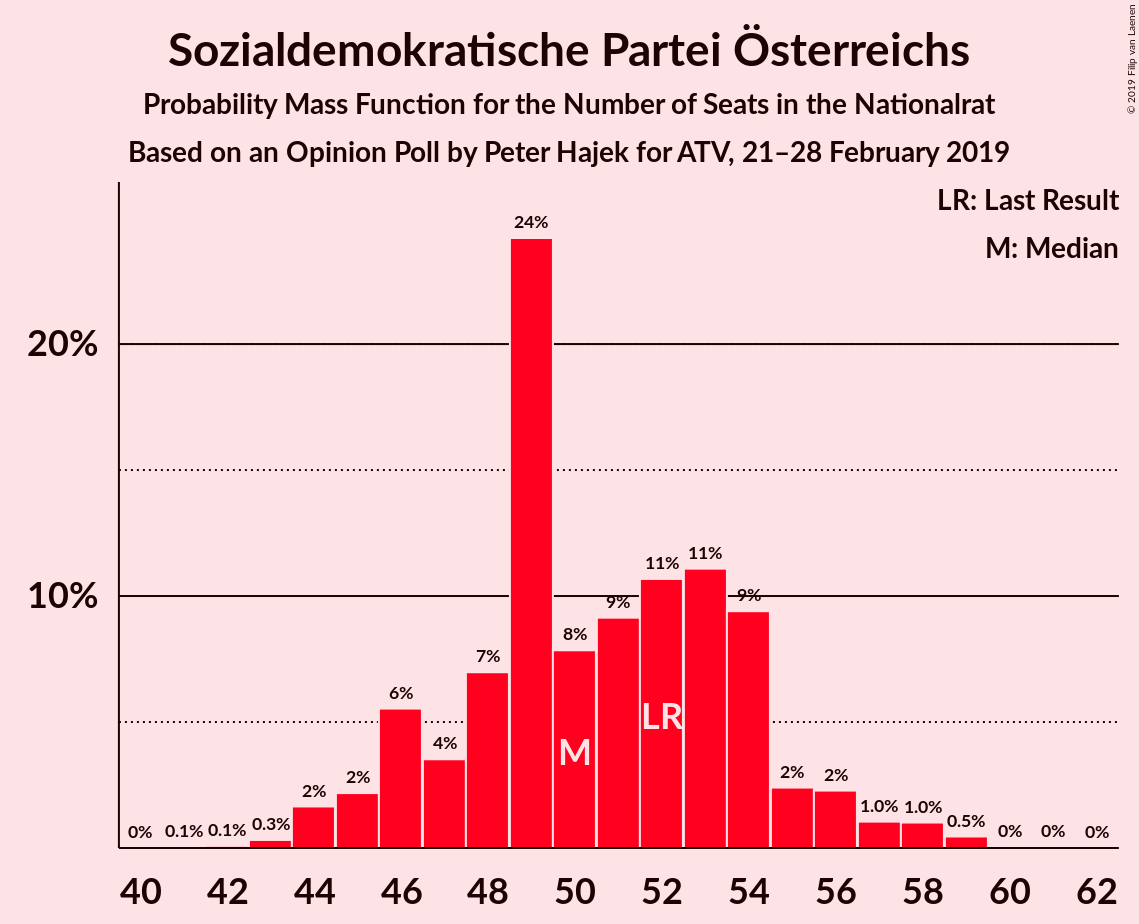 Sozialdemokratische Partei Österreichs
Probability Mass Function for the Number of Seats in the Nationalrat
Based on an Opinion Poll by Peter Hajek for ATV, 21–28 February 2019
© 2019 Filip van Laenen
LR: Last Result
M: Median
20%
10%
0% 0.1% 0.1% 0.3% 2% 2% 6% 4% 7% 24% 8% 9% 11% 11% 9% 2% 2% 1.0% 1.0% 0.5% 0% 0% 0%
M LR
40 42 44 46 48 50 52 54 56 58 60 62